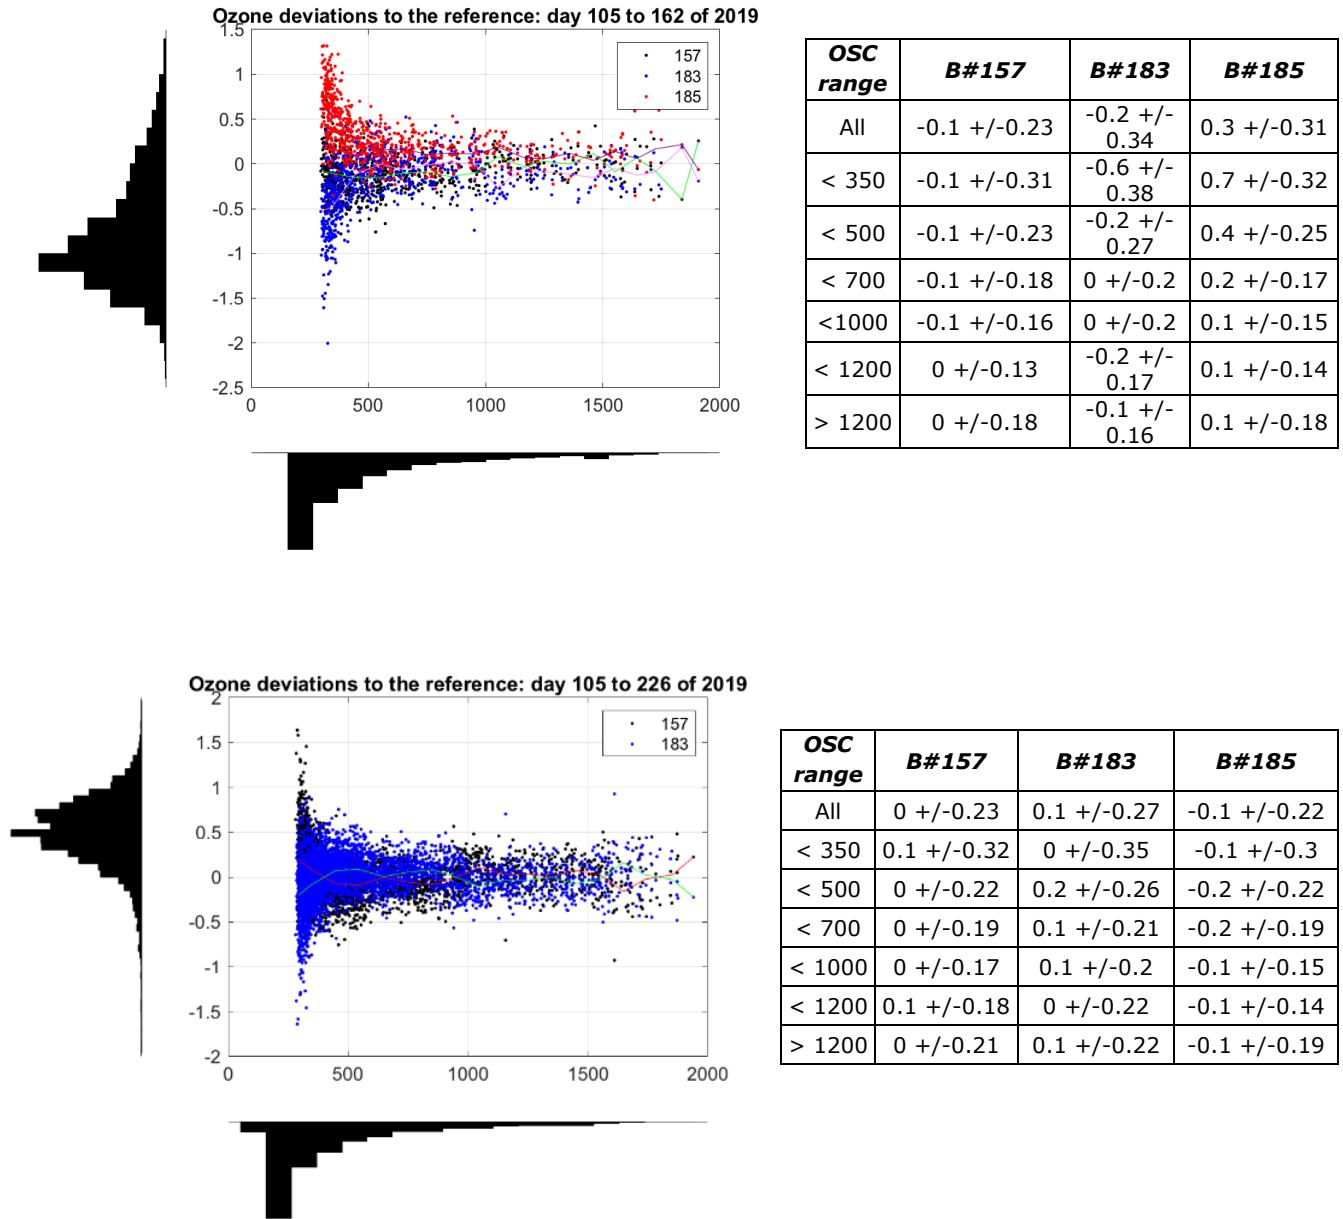 Ozone deviations to the reference: day 105 to 162 of 2019
1.5
1
0.5
0
-0.5
-1
-1.5
-2
-2.5
0 500 1000 1500 2000
157
183
185
OSC range B#157 B#183 B#185
All -0.1 +/-0.23 -0.2 +/-0.34 0.3 +/-0.31
< 350 -0.1 +/-0.31 -0.6 +/-0.38 0.7 +/-0.32
< 500 -0.1 +/-0.23 -0.2 +/-0.27 0.4 +/-0.25
< 700 -0.1 +/-0.18 0 +/-0.2 0.2 +/-0.17
<1000 -0.1 +/-0.16 0 +/-0.2 0.1 +/-0.15
< 1200 0 +/-0.13 -0.2 +/-0.17 0.1 +/-0.14
> 1200 0 +/-0.18 -0.1 +/-0.16 0.1 +/-0.18
Ozone deviations to the reference: day 105 to 226 of 2019
2
1.5
1
0.5
0
-0.5
-1
-1.5
-2
0 500 1000 1500 2000
157
183
OSC range B#157 B#183 B#185
All 0 +/-0.23 0.1 +/-0.27 -0.1 +/-0.22
< 350 0.1 +/-0.32 0 +/-0.35 -0.1 +/-0.3
< 500 0 +/-0.22 0.2 +/-0.26 -0.2 +/-0.22
< 700 0 +/-0.19 0.1 +/-0.21 -0.2 +/-0.19
< 1000 0 +/-0.17 0.1 +/-0.2 -0.1 +/-0.15
< 1200 0.1 +/-0.18 0 +/-0.22 -0.1 +/-0.14
> 1200 0 +/-0.21 0.1 +/-0.22 -0.1 +/-0.19